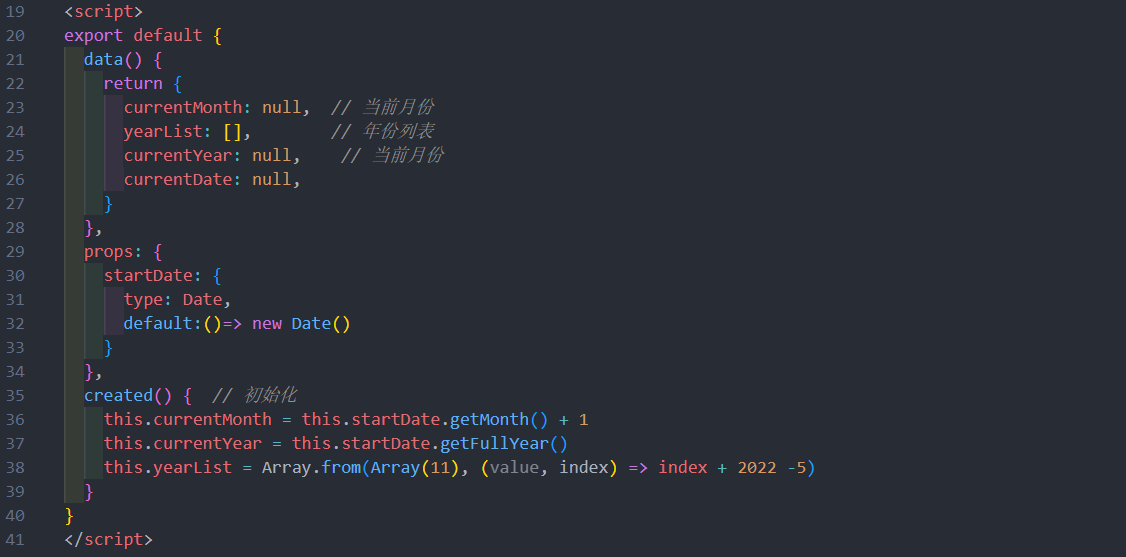 19 <script>
20 export default {
21   data() {
22     return {
23       currentMonth: null,  // 当前月份
24       yearList: [],        // 年份列表
25       currentYear: null,    // 当前月份
26       currentDate: null,
27     }
28   },
29   props: {
30     startDate: {
31       type: Date,
32       default:()=> new Date()
33     }
34   },
35   created() {  // 初始化
36     this.currentMonth = this.startDate.getMonth() + 1
37     this.currentYear = this.startDate.getFullYear()
38     this.yearList = Array.from(Array(11), (value, index) => index + 2022 -5)
39   }
40 }
41 </script>